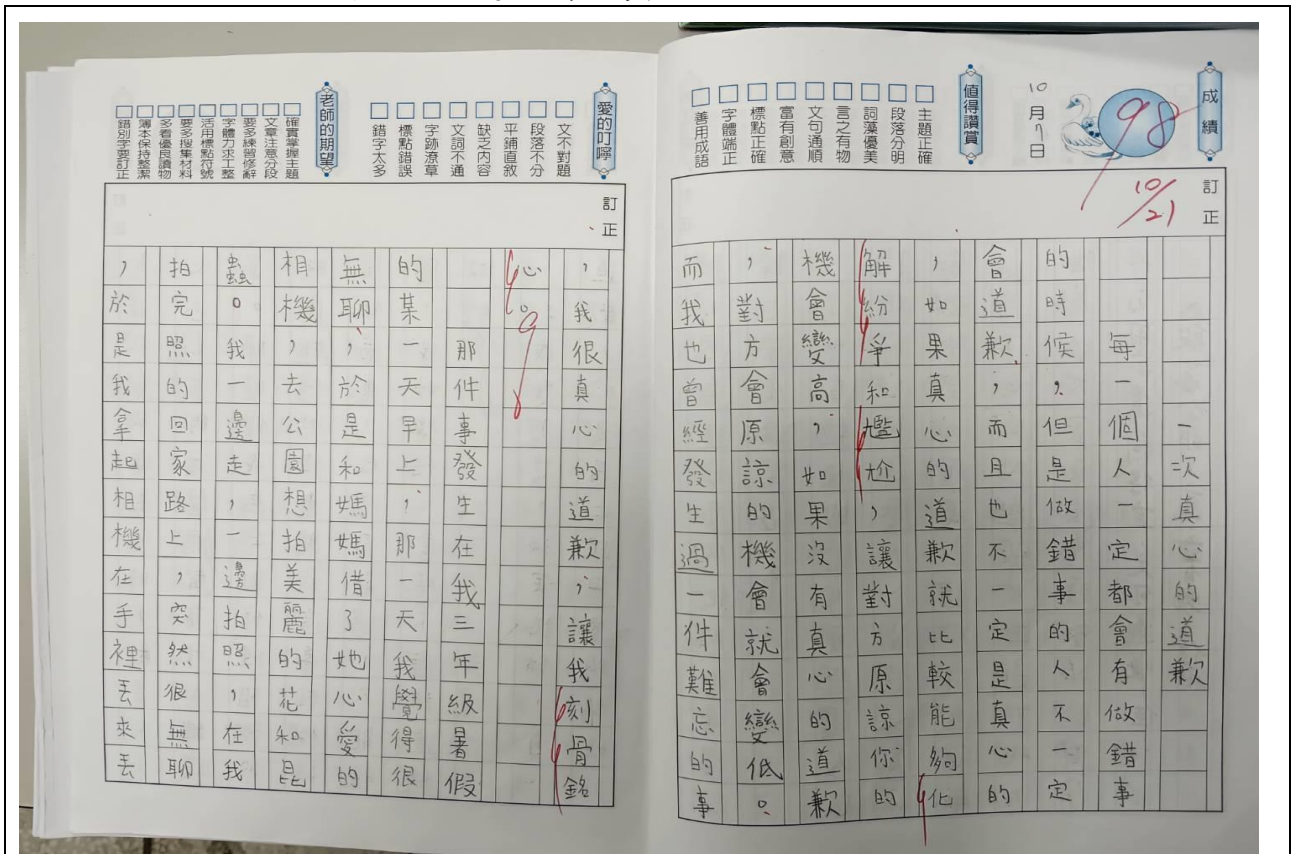 成績
98
10月7日
值得讚賞
主題正確
段落分明
詞藻優美
言之有物
文句通順
富有創意
標點正確
字體端正
善用成語
訂正
10/21
一次真心的道歉
每一個人一定都會有做錯事
的時候，但是做錯事的人不一定
會道歉，而且也不一定是真心的
，如果真心的道歉就比較能夠化
解紛爭和尷尬，讓對方原諒你的
機會變高，如果沒有真心的道歉
，對方會原諒的機會就會變低。
而我也曾經發生過一件難忘的事
愛的叮嚀
文不對題
段落不分
平鋪直敘
缺乏內容
文詞不通
字跡潦草
標點錯誤
錯字太多
老師的期望
確實掌握主題
文章注意分段
要多練習修辭
字體力求工整
活用標點符號
要多搜集材料
多看優良讀物
簿本保持整潔
錯別字要訂正
訂正
，我很真心的道歉，讓我刻骨銘
心。
那件事發生在我三年級暑假
的某一天早上，那一天我覺得很
無聊，於是和媽媽借了她心愛的
相機，去公園想拍美麗的花和昆
蟲。我一邊走，一邊拍照，在我
拍完照的回家路上，突然很無聊
，於是我拿起相機在手裡丟來丟